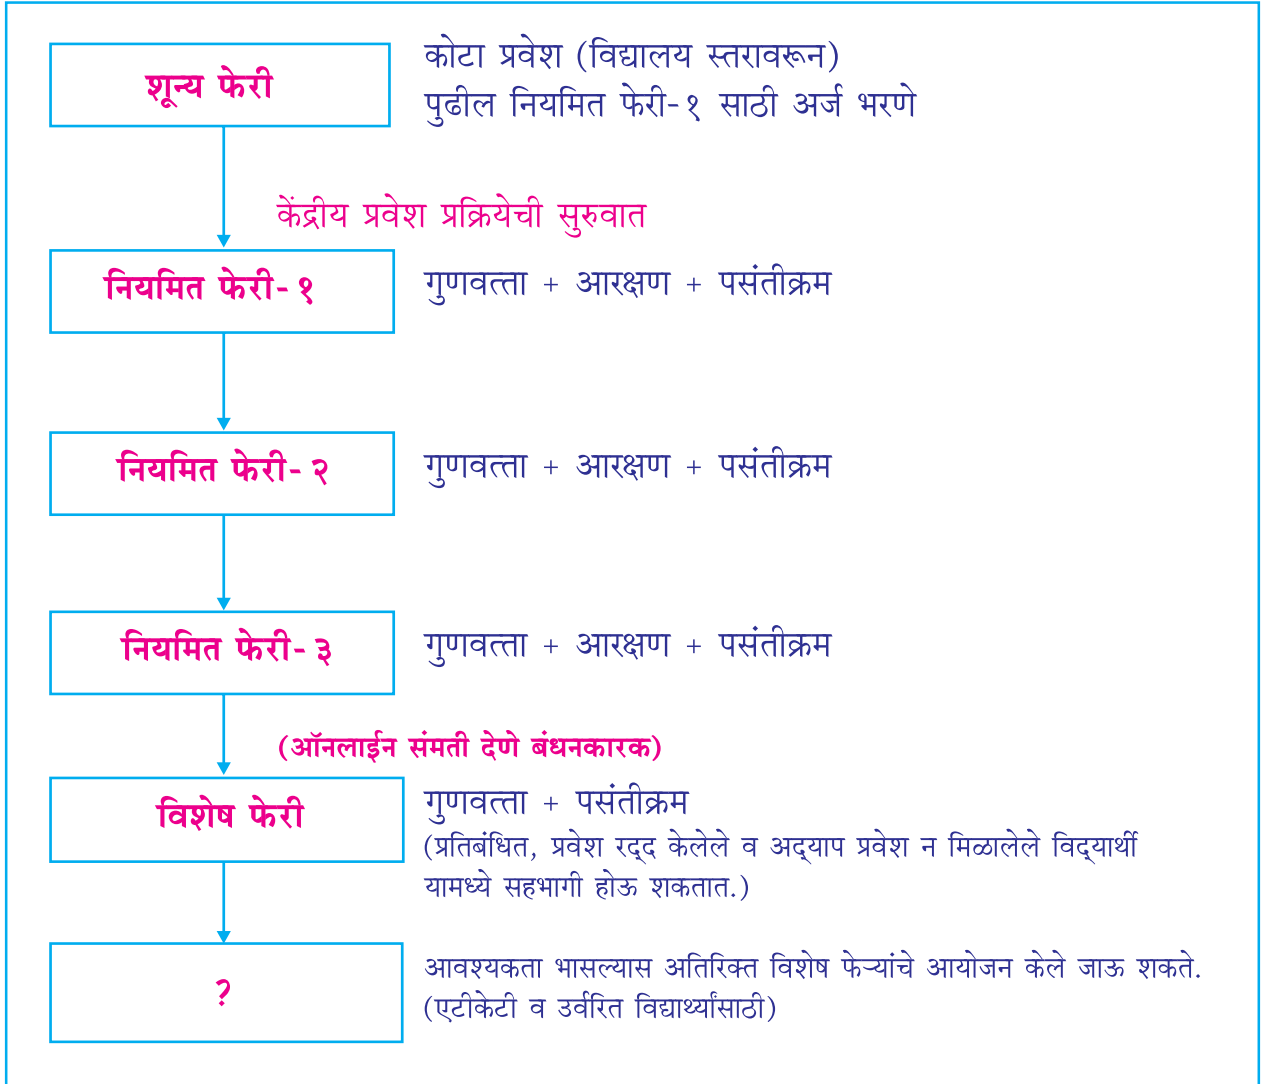 शून्य फेरी
कोटा प्रवेश (विद्यालय स्तरावरून)
पुढील नियमित फेरी-१ साठी अर्ज भरणे
केंद्रीय प्रवेश प्रक्रियेची सुरुवात
नियमित फेरी-१
गुणवत्ता + आरक्षण + पसंतीक्रम
नियमित फेरी-२
गुणवत्ता + आरक्षण + पसंतीक्रम
नियमित फेरी-३
गुणवत्ता + आरक्षण + पसंतीक्रम
(ऑनलाईन संमती देणे बंधनकारक)
विशेष फेरी
गुणवत्ता + पसंतीक्रम
(प्रतिबंधित, प्रवेश रद्‌द केलेले व अद्‌याप प्रवेश न मिळालेले विद्‌यार्थी
यामध्ये सहभागी होऊ शकतात.)
?
आवश्यकता भासल्यास अतिरिक्त विशेष फेऱ्यांचे आयोजन केले जाऊ शकते.
(एटीकेटी व उर्वरित विद्यार्थ्यांसाठी)